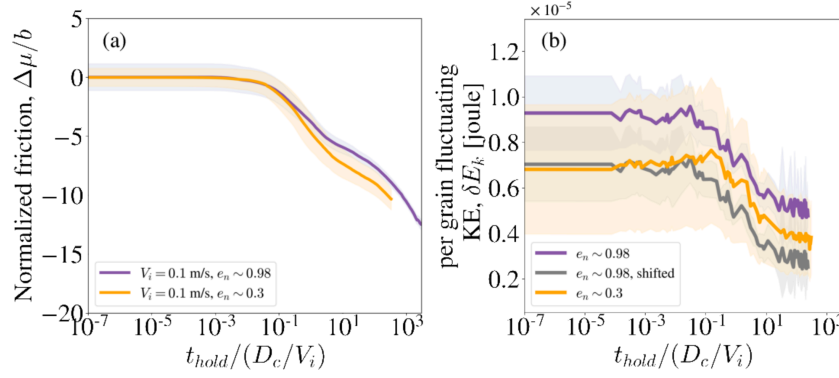 (a)
Normalized friction, Δμ/b
5
0
−5
−10
−15
−20
V_i = 0.1 m/s, e_n ∼ 0.98
V_i = 0.1 m/s, e_n ∼ 0.3
10^{-7} 10^{-5} 10^{-3} 10^{-1} 10^{1} 10^{3}
t_{hold}/(D_c/V_i)
× 10^{-5}
(b)
per grain fluctuating
KE, δE_k [joule]
1.2
1.0
0.8
0.6
0.4
0.2
e_n ∼ 0.98
e_n ∼ 0.98, shifted
e_n ∼ 0.3
10^{-7} 10^{-5} 10^{-3} 10^{-1} 10^{1}
t_{hold}/(D_c/V_i)